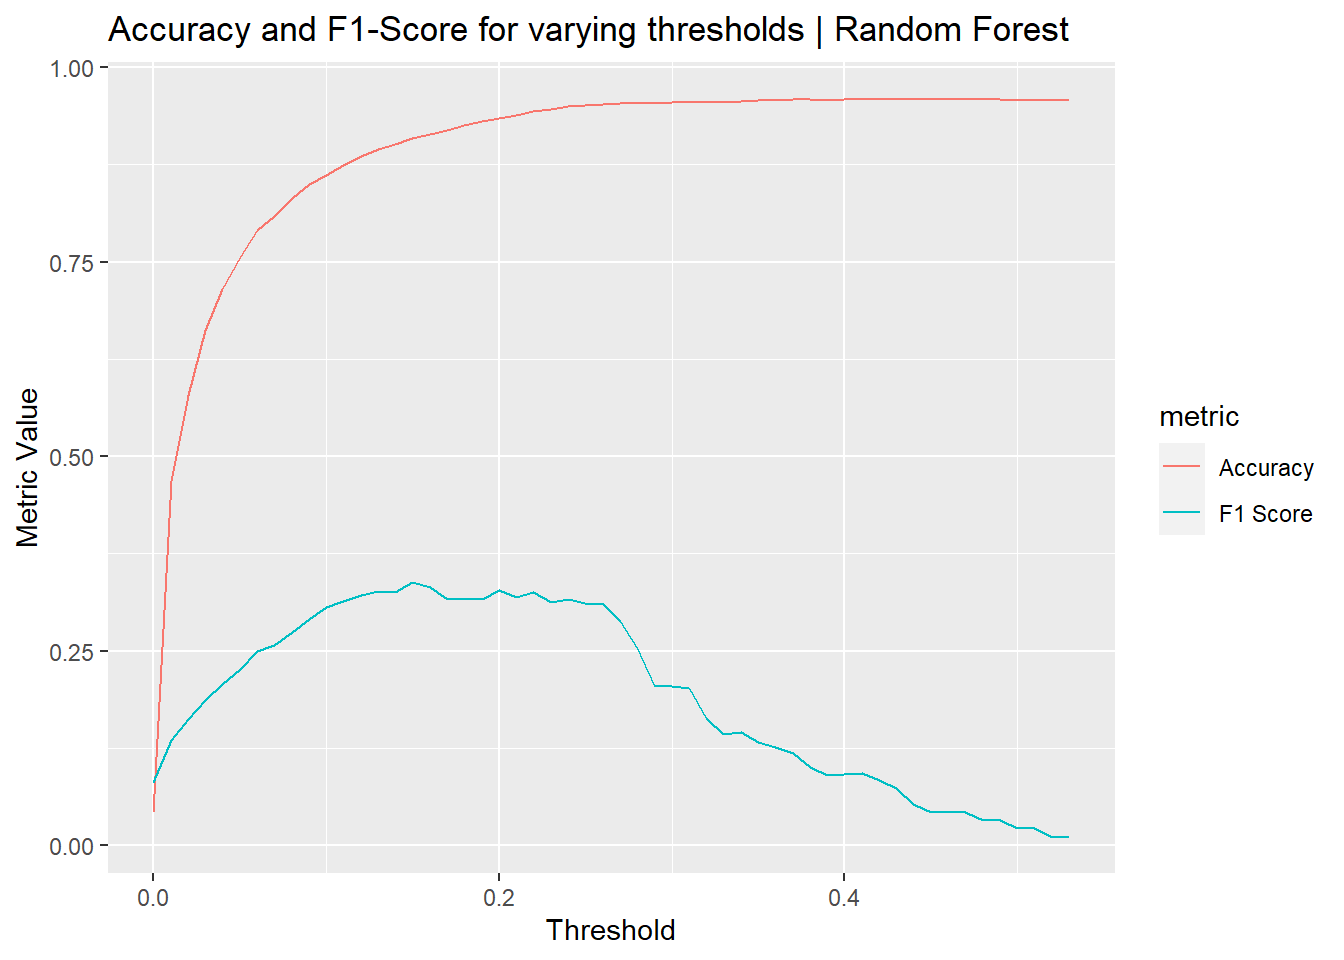 Accuracy and F1-Score for varying thresholds | Random Forest
1.00
0.75
0.50
0.25
0.00
Metric Value
0.0 0.2 0.4
Threshold
metric
Accuracy
F1 Score